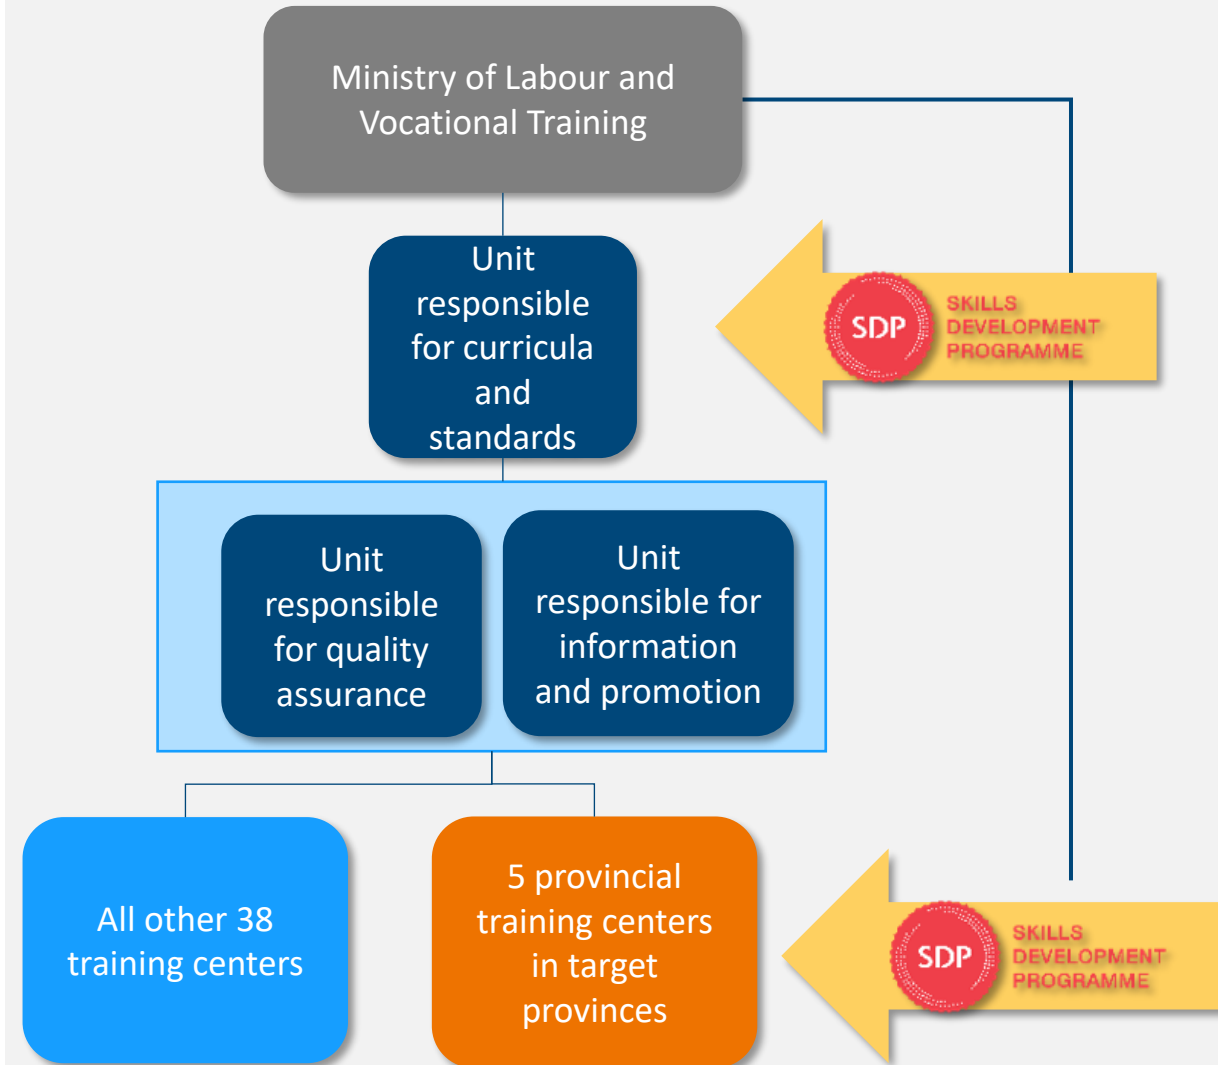 Ministry of Labour and
Vocational Training
Unit
responsible
for curricula
and
standards
SDP
SKILLS
DEVELOPMENT
PROGRAMME
Unit
responsible
for quality
assurance
Unit
responsible for
information
and promotion
All other 38
training centers
5 provincial
training centers
in target
provinces
SDP
SKILLS
DEVELOPMENT
PROGRAMME